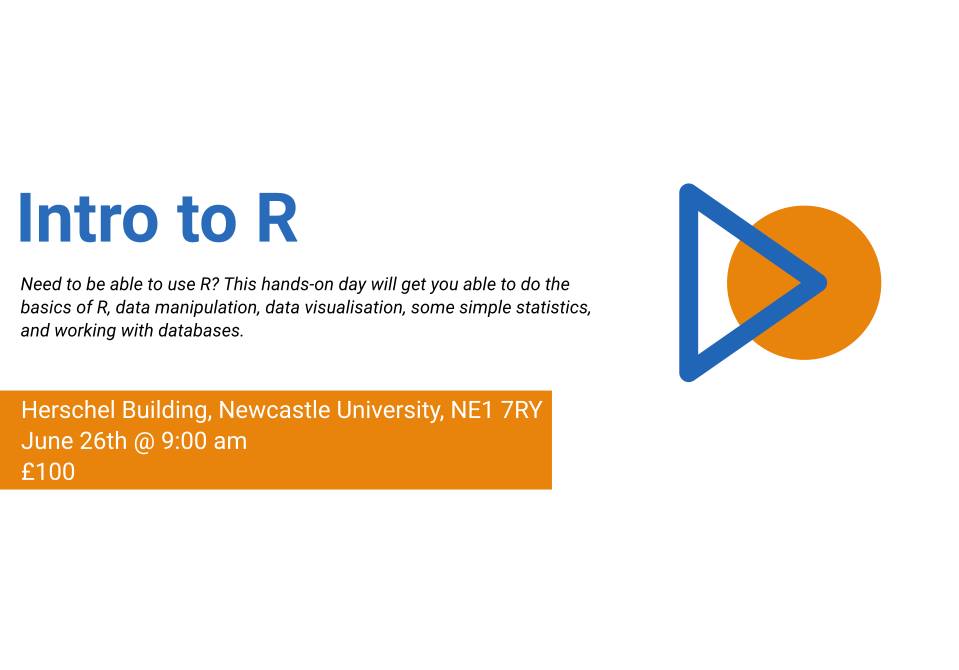 Intro to R
Need to be able to use R? This hands-on day will get you able to do the
basics of R, data manipulation, data visualisation, some simple statistics,
and working with databases.
Herschel Building, Newcastle University, NE1 7RY
June 26th @ 9:00 am
£100